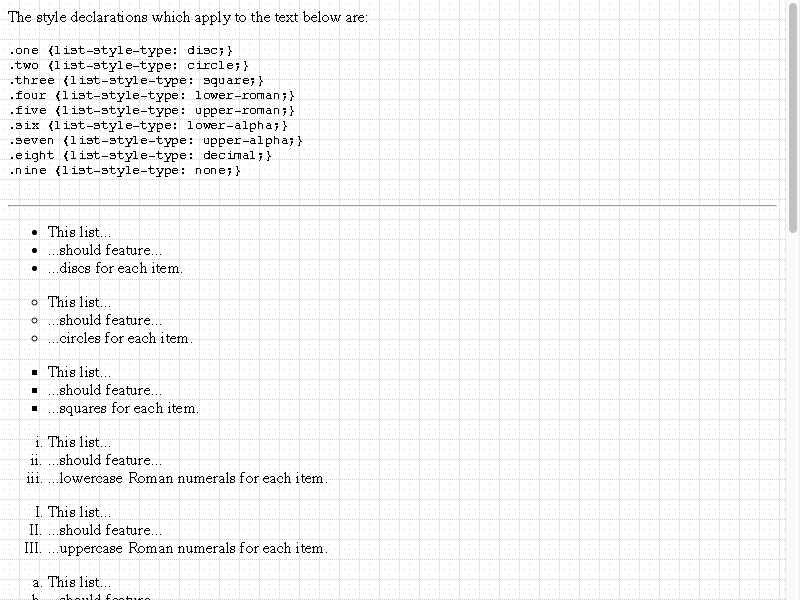 The style declarations which apply to the text below are:
.one {list-style-type: disc;}
.two {list-style-type: circle;}
.three {list-style-type: square;}
.four {list-style-type: lower-roman;}
.five {list-style-type: upper-roman;}
.six {list-style-type: lower-alpha;}
.seven {list-style-type: upper-alpha;}
.eight {list-style-type: decimal;}
.nine {list-style-type: none;}
• This list...
• ...should feature...
• ...discs for each item.
◦ This list...
◦ ...should feature...
◦ ...circles for each item.
▪ This list...
▪ ...should feature...
▪ ...squares for each item.
i. This list...
ii. ...should feature...
iii. ...lowercase Roman numerals for each item.
I. This list...
II. ...should feature...
III. ...uppercase Roman numerals for each item.
a. This list...
b. ...should feature...